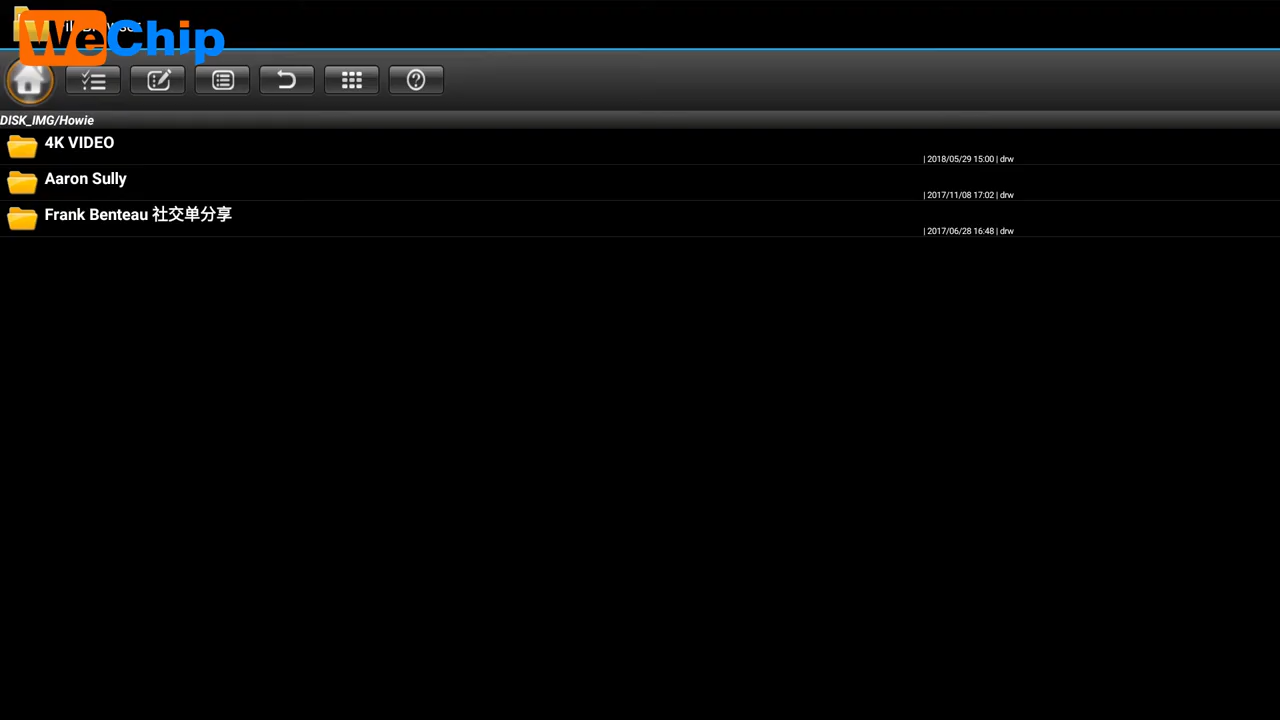 WeChip
DISK_IMG/Howie
4K VIDEO
| 2018/05/29 15:00 | drw
Aaron Sully
| 2017/11/08 17:02 | drw
Frank Benteau 社交单分享
| 2017/06/28 16:48 | drw